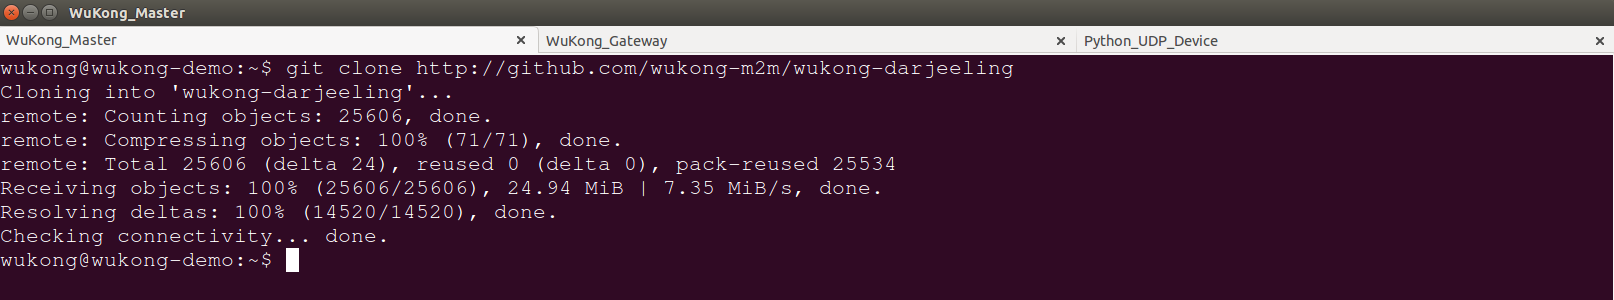 WuKong_Master
WuKong_Master WuKong_Gateway Python_UDP_Device
wukong@wukong-demo:~$ git clone http://github.com/wukong-m2m/wukong-darjeeling
Cloning into 'wukong-darjeeling'...
remote: Counting objects: 25606, done.
remote: Compressing objects: 100% (71/71), done.
remote: Total 25606 (delta 24), reused 0 (delta 0), pack-reused 25534
Receiving objects: 100% (25606/25606), 24.94 MiB | 7.35 MiB/s, done.
Resolving deltas: 100% (14520/14520), done.
Checking connectivity... done.
wukong@wukong-demo:~$